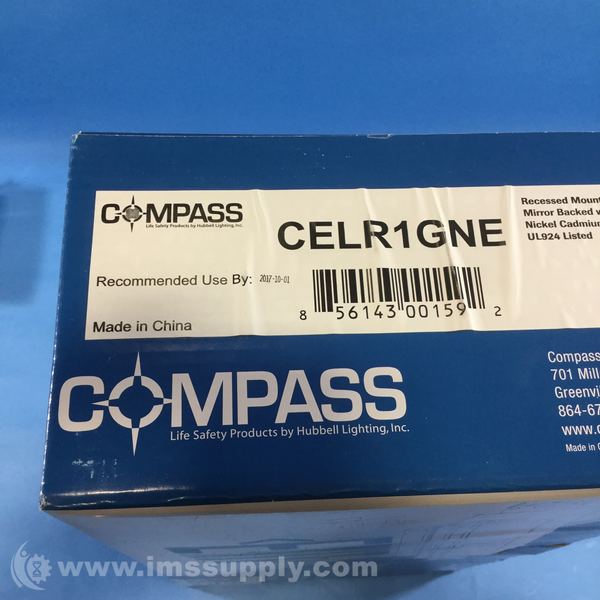 COMPASS
Life Safety Products by Hubbell Lighting, Inc.
CELR1GNE
Recessed Mount
Mirror Backed w
Nickel Cadmium
UL924 Listed
Recommended Use By: 2017-10-01
8 56143 00159 2
Made in China
COMPASS
Life Safety Products by Hubbell Lighting, Inc.
Compass
701 Mill
Greenvi
864-67
www.c
Made in C
www.imssupply.com